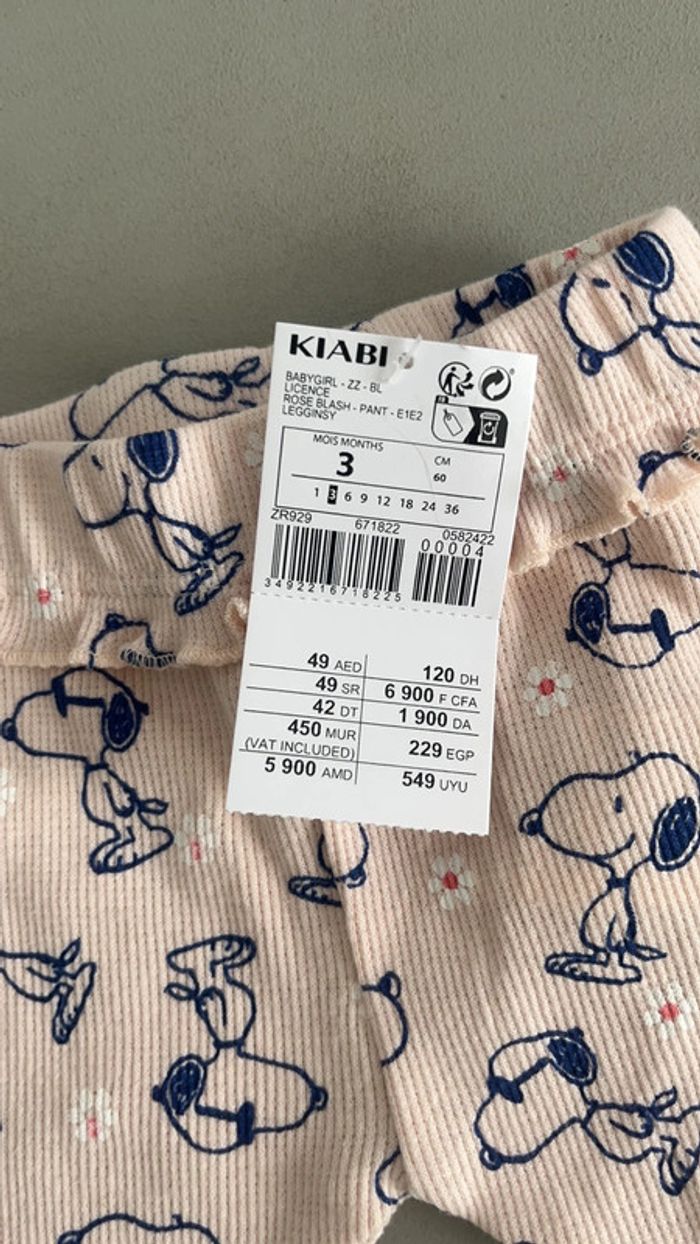 KIABI
BABYGIRL - ZZ - BL
LICENCE
ROSE BLASH - PANT - E1E2
LEGGINSY
FR
MOIS MONTHS
CM
3
60
1 3 6 9 12 18 24 36
ZR929 671822 0582422
00004
3492216718225
49 AED
120 DH
49 SR
6 900 F CFA
42 DT
1 900 DA
450 MUR
(VAT INCLUDED)
229 EGP
5 900 AMD
549 UYU